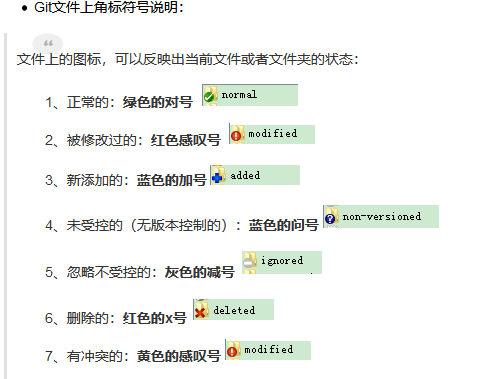 Git文件上角标符号说明：
文件上的图标，可以反映出当前文件或者文件夹的状态：
1、正常的：绿色的对号 normal
2、被修改过的：红色感叹号 modified
3、新添加的：蓝色的加号 added
4、未受控的（无版本控制的）：蓝色的问号 non-versioned
5、忽略不受控的：灰色的减号 ignored
6、删除的：红色的x号 deleted
7、有冲突的：黄色的感叹号 modified